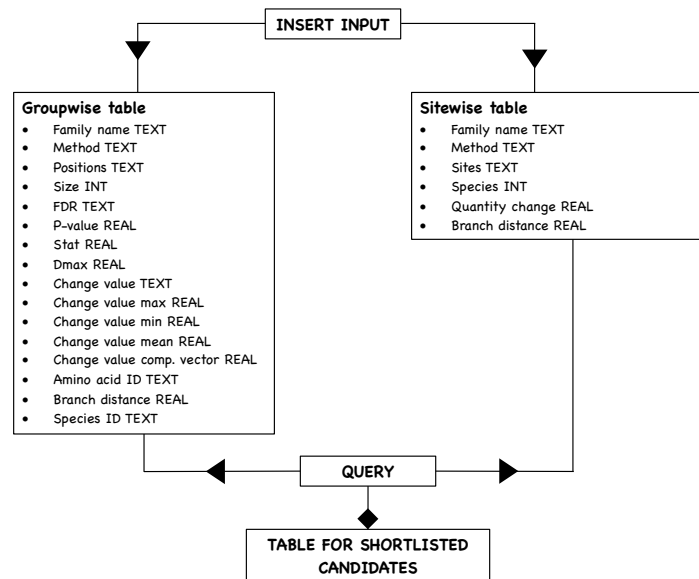 INSERT INPUT
Groupwise table
• Family name TEXT
• Method TEXT
• Positions TEXT
• Size INT
• FDR TEXT
• P-value REAL
• Stat REAL
• Dmax REAL
• Change value TEXT
• Change value max REAL
• Change value min REAL
• Change value mean REAL
• Change value comp. vector REAL
• Amino acid ID TEXT
• Branch distance REAL
• Species ID TEXT
Sitewise table
• Family name TEXT
• Method TEXT
• Sites TEXT
• Species INT
• Quantity change REAL
• Branch distance REAL
QUERY
TABLE FOR SHORTLISTED
CANDIDATES